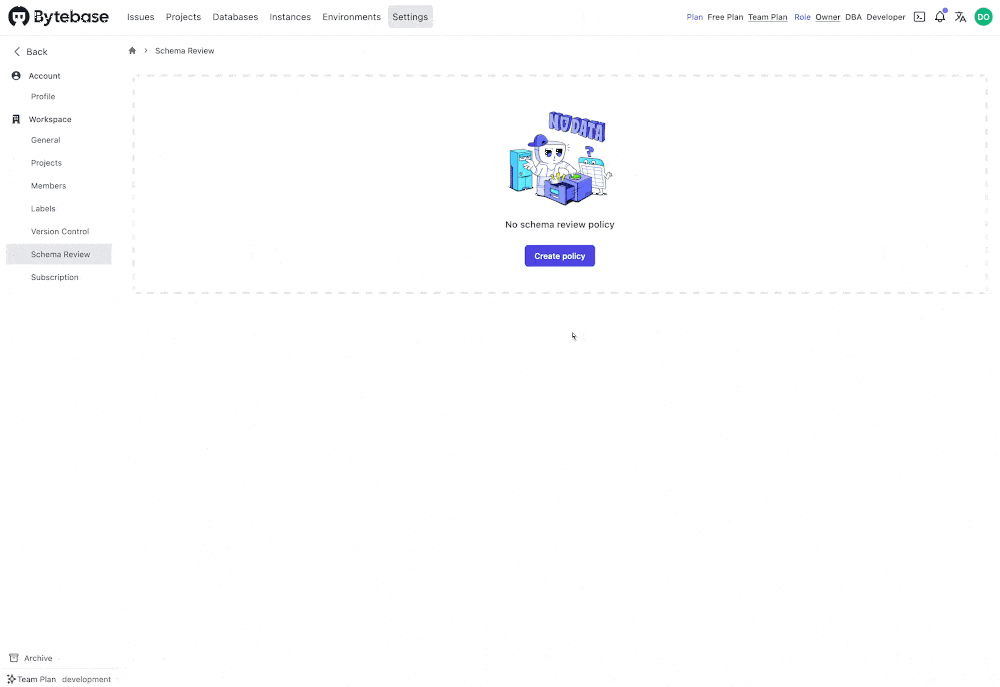 Bytebase Issues Projects Databases Instances Environments Settings Plan Free Plan Team Plan Role Owner DBA Developer DO
Back
Schema Review
Account
Profile
Workspace
General
Projects
Members
Labels
Version Control
Schema Review
Subscription
NO DATA
?
No schema review policy
Create policy
Archive
Team Plan development